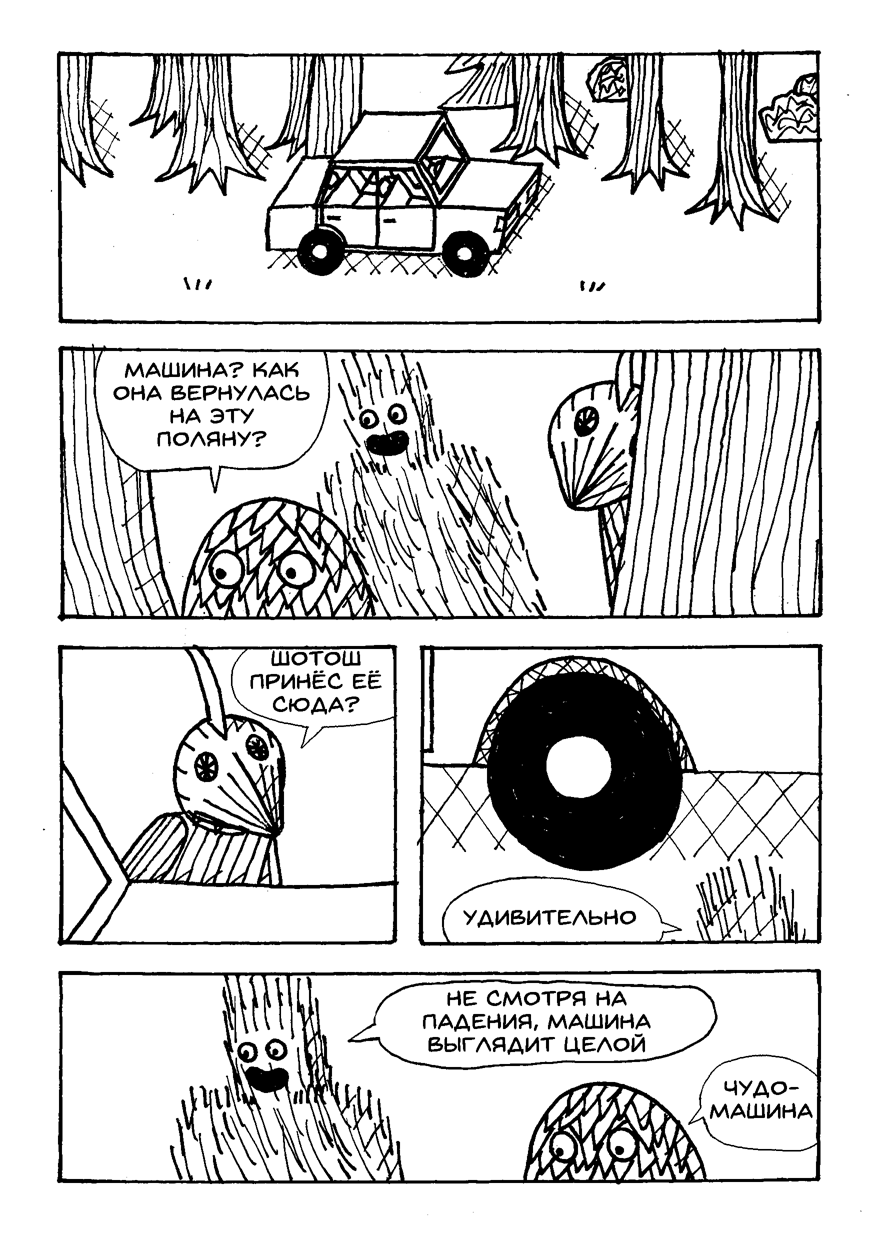 МАШИНА? КАК
ОНА ВЕРНУЛАСЬ
НА ЭТУ
ПОЛЯНУ?
ШОТОШ
ПРИНЁС ЕЁ
СЮДА?
УДИВИТЕЛЬНО
НЕ СМОТРЯ НА
ПАДЕНИЯ, МАШИНА
ВЫГЛЯДИТ ЦЕЛОЙ
ЧУДО-
МАШИНА